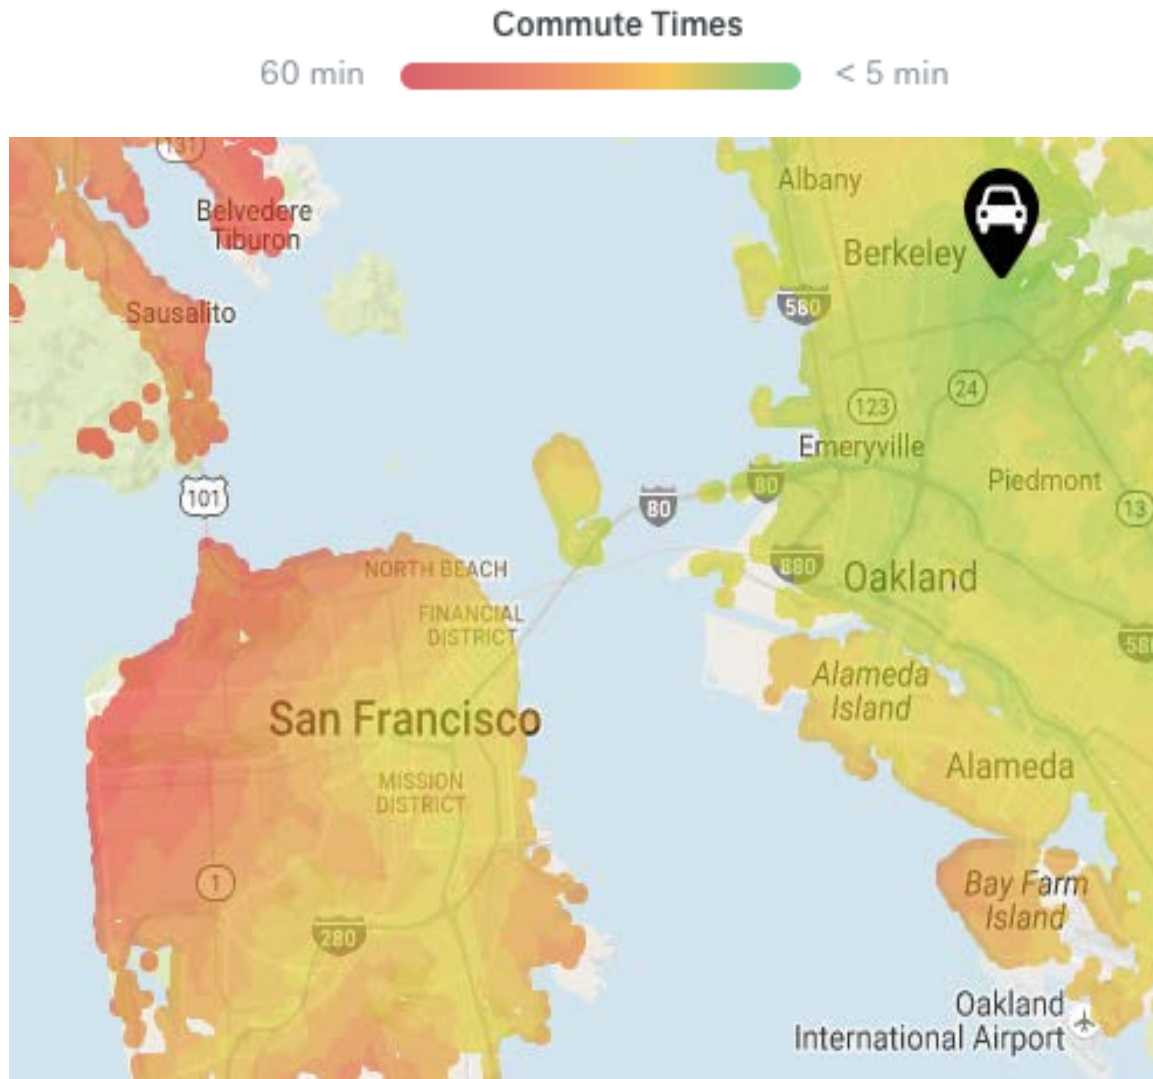 Commute Times
60 min
< 5 min
131
Albany
Belvedere
Tiburon
Berkeley
Sausalito
580
24
123
Emeryville
Piedmont
101
80
80
13
NORTH BEACH
880
Oakland
FINANCIAL
DISTRICT
580
Alameda
Island
San Francisco
Alameda
MISSION
DISTRICT
1
Bay Farm
Island
280
Oakland
International Airport